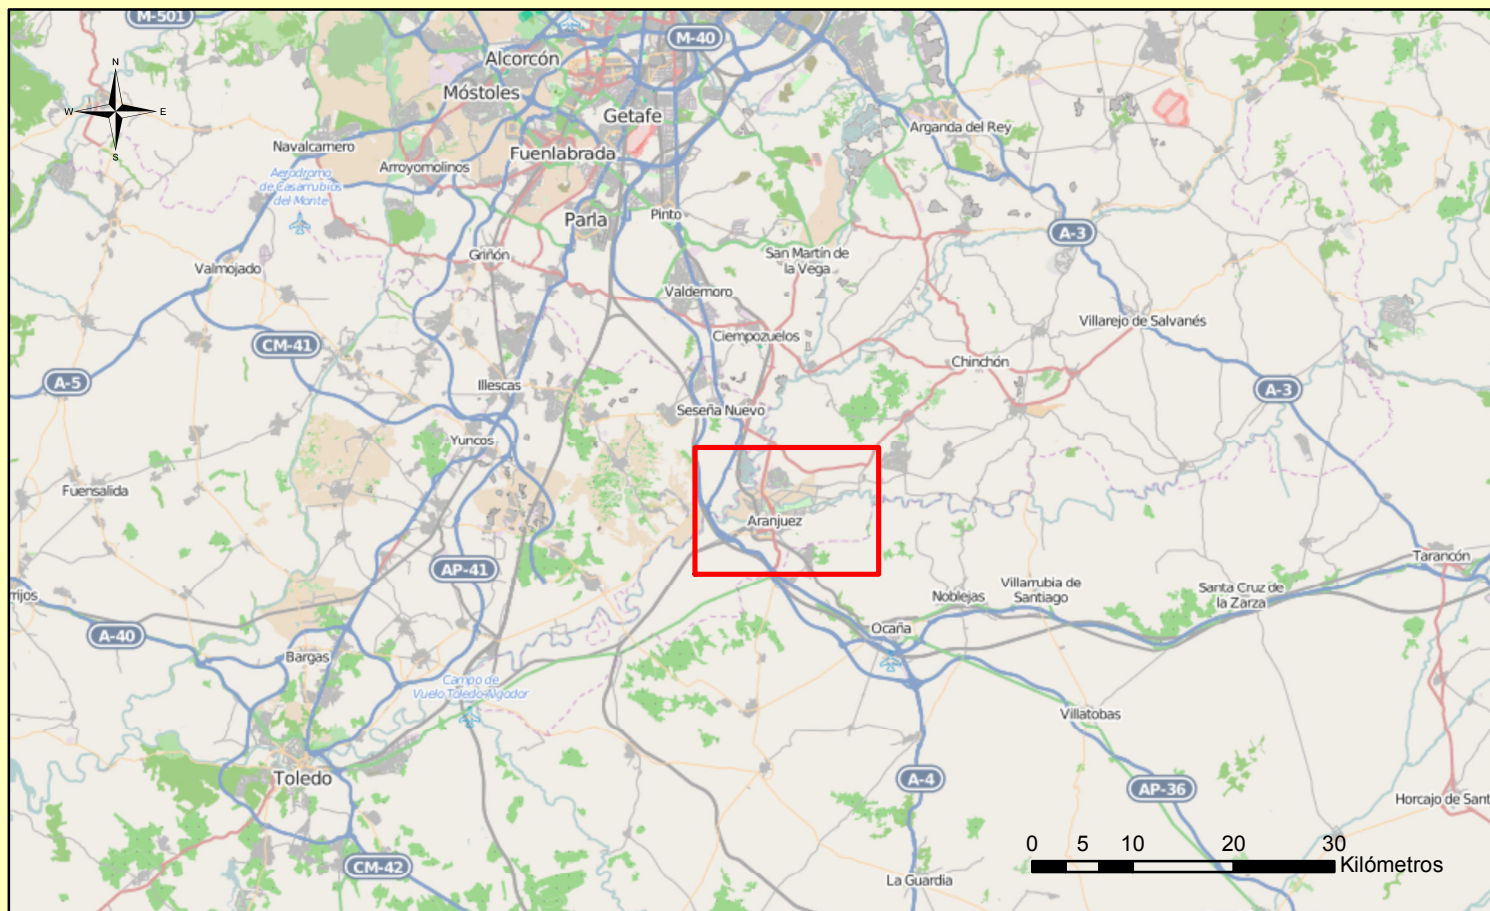 M-501
M-40
Alcorcón
Móstoles
Getafe
Arganda del Rey
Navalcarnero
Fuenlabrada
Arroyomolinos
Aeródromo
de Casarrubios
del Monte
N
W
E
S
Parla
Pinto
A-3
Griñón
San Martín de
la Vega
Valmojado
Valdemoro
Villarejo de Salvanés
Ciempozuelos
CM-41
Chinchón
A-5
Illescas
A-3
Seseña Nuevo
Yuncos
Fuensalida
Aranjuez
Tarancón
AP-41
Villarrubia de
Santiago
Santa Cruz de
la Zarza
Noblejas
rrijos
A-40
Ocaña
Bargas
Campo de
Vuelo Toledo-Algodor
Villatobas
Toledo
A-4
AP-36
Horcajo de Sant
CM-42
La Guardia
0 5 10 20 30
Kilómetros